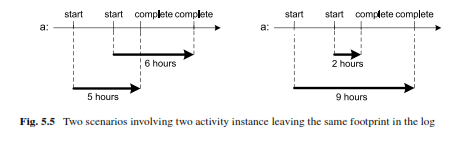 start start complete complete start start complete complete
a: a:
6 hours 2 hours
5 hours 9 hours
Fig. 5.5 Two scenarios involving two activity instance leaving the same footprint in the log